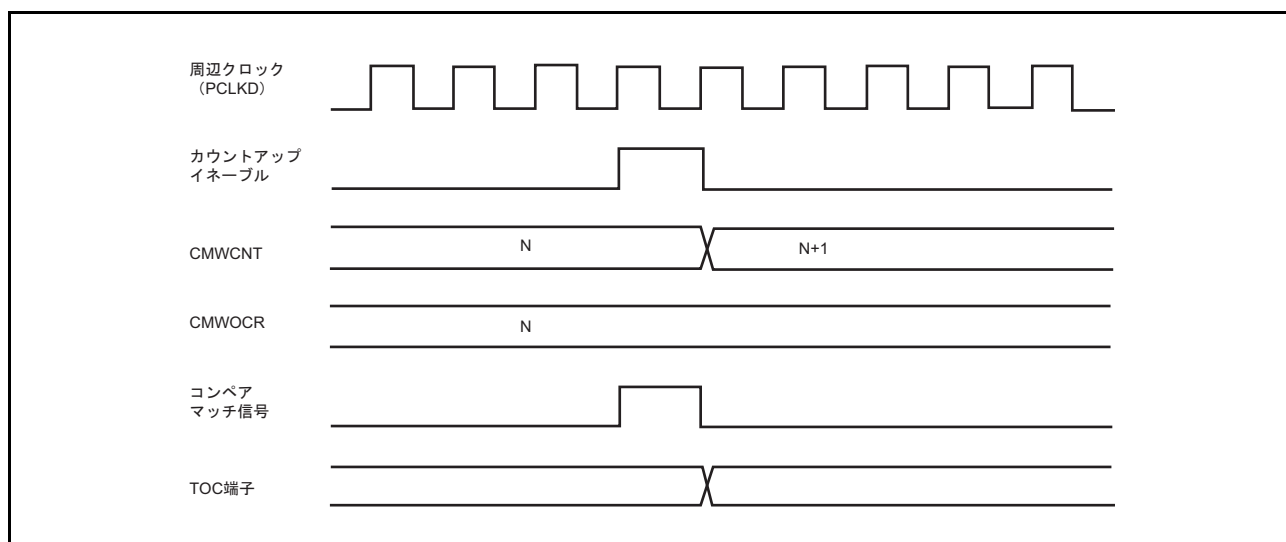 周辺クロック
（PCLKD）
カウントアップ
イネーブル
CMWCNT
N
N+1
CMWOCR
N
コンペア
マッチ信号
TOC端子